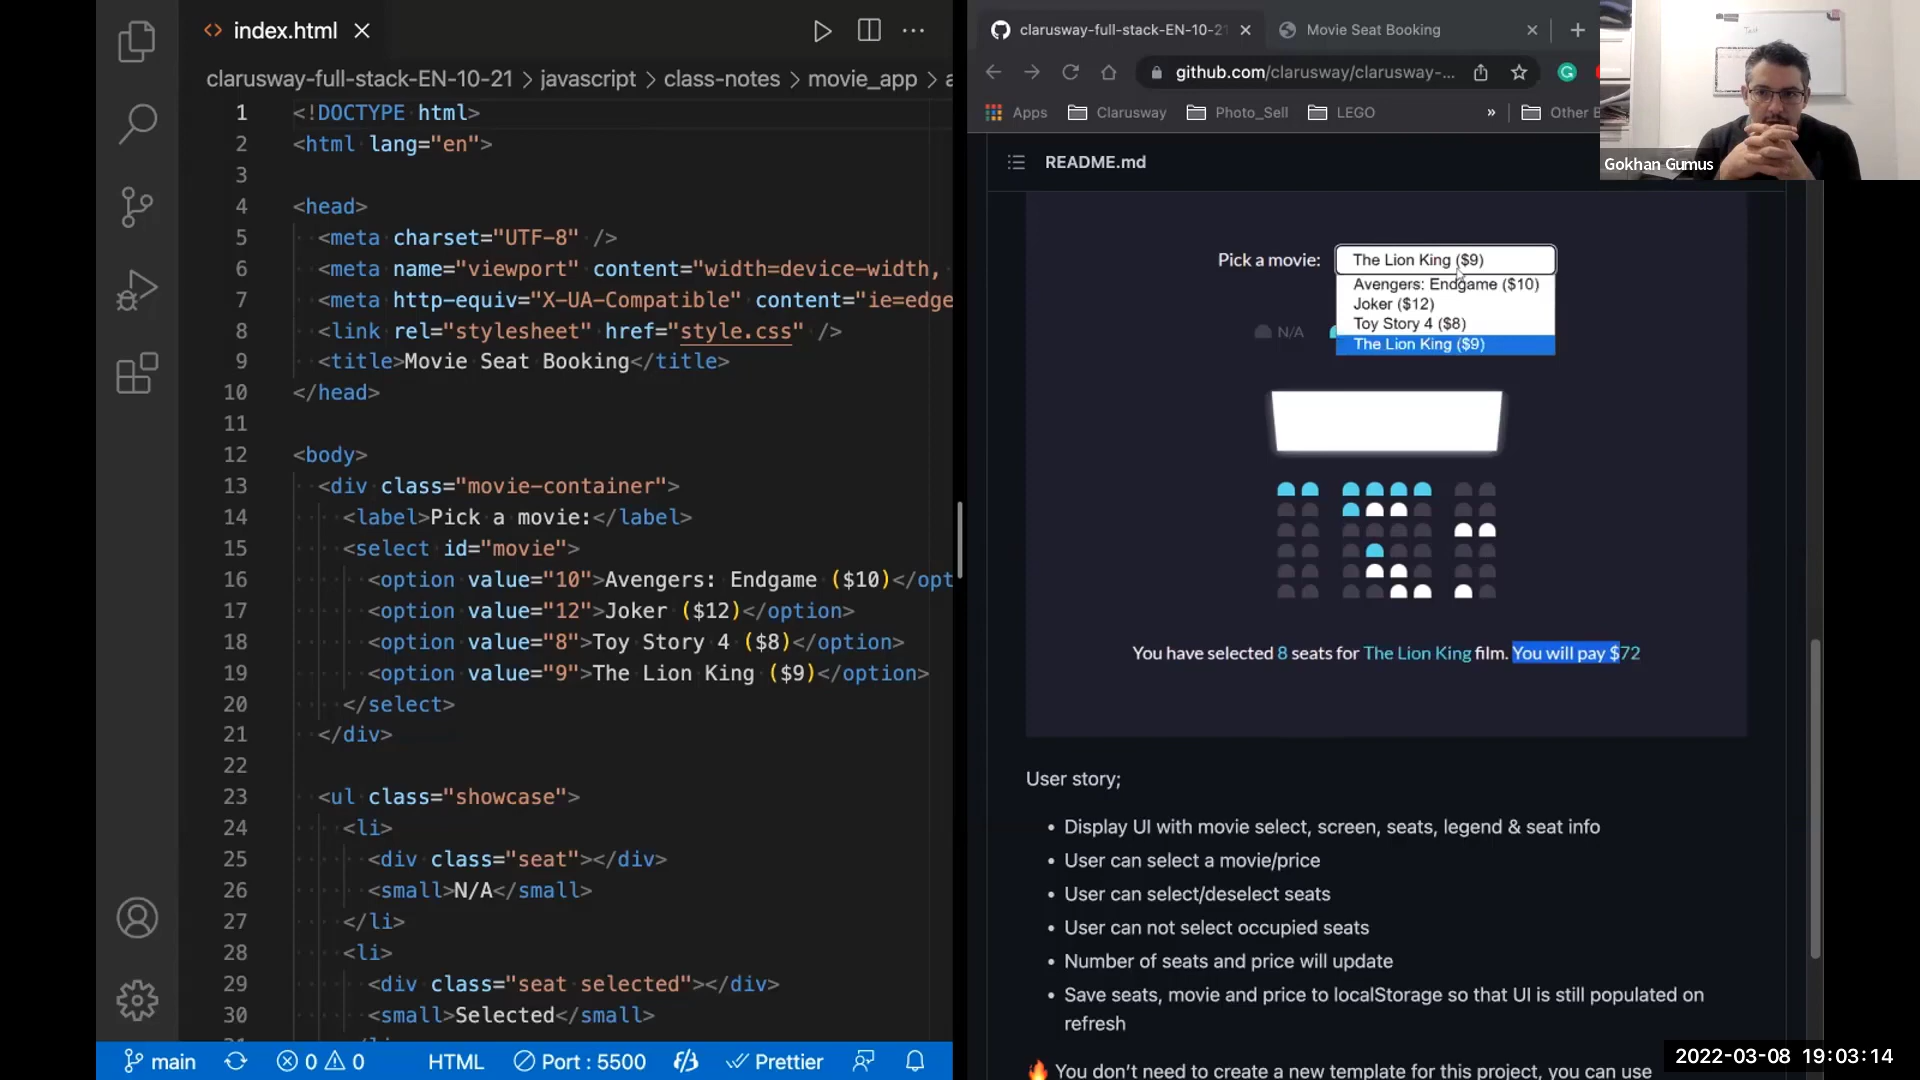 index.html
clarusway-full-stack-EN-10-21 > javascript > class-notes > movie_app >
1 <!DOCTYPE html>
2 <html lang="en">
3
4 <head>
5 <meta charset="UTF-8" />
6 <meta name="viewport" content="width=device-width,
7 <meta http-equiv="X-UA-Compatible" content="ie=edge
8 <link rel="stylesheet" href="style.css" />
9 <title>Movie Seat Booking</title>
10 </head>
11
12 <body>
13 <div class="movie-container">
14 <label>Pick a movie:</label>
15 <select id="movie">
16 <option value="10">Avengers: Endgame ($10)</opt
17 <option value="12">Joker ($12)</option>
18 <option value="8">Toy Story 4 ($8)</option>
19 <option value="9">The Lion King ($9)</option>
20 </select>
21 </div>
22
23 <ul class="showcase">
24 <li>
25 <div class="seat"></div>
26 <small>N/A</small>
27 </li>
28 <li>
29 <div class="seat selected"></div>
30 <small>Selected</small>
main 0 0 HTML Port : 5500 Prettier
clarusway-full-stack-EN-10-21
Movie Seat Booking
github.com/clarusway/clarusway-...
Apps Clarusway Photo_Sell LEGO » Other B
Gokhan Gumus
README.md
Pick a movie: The Lion King ($9)
Avengers: Endgame ($10)
Joker ($12)
Toy Story 4 ($8)
The Lion King ($9)
N/A
You have selected 8 seats for The Lion King film. You will pay $72
User story;
• Display UI with movie select, screen, seats, legend & seat info
• User can select a movie/price
• User can select/deselect seats
• User can not select occupied seats
• Number of seats and price will update
• Save seats, movie and price to localStorage so that UI is still populated on
refresh
You don't need to create a new template for this project, you can use
2022-03-08 19:03:14